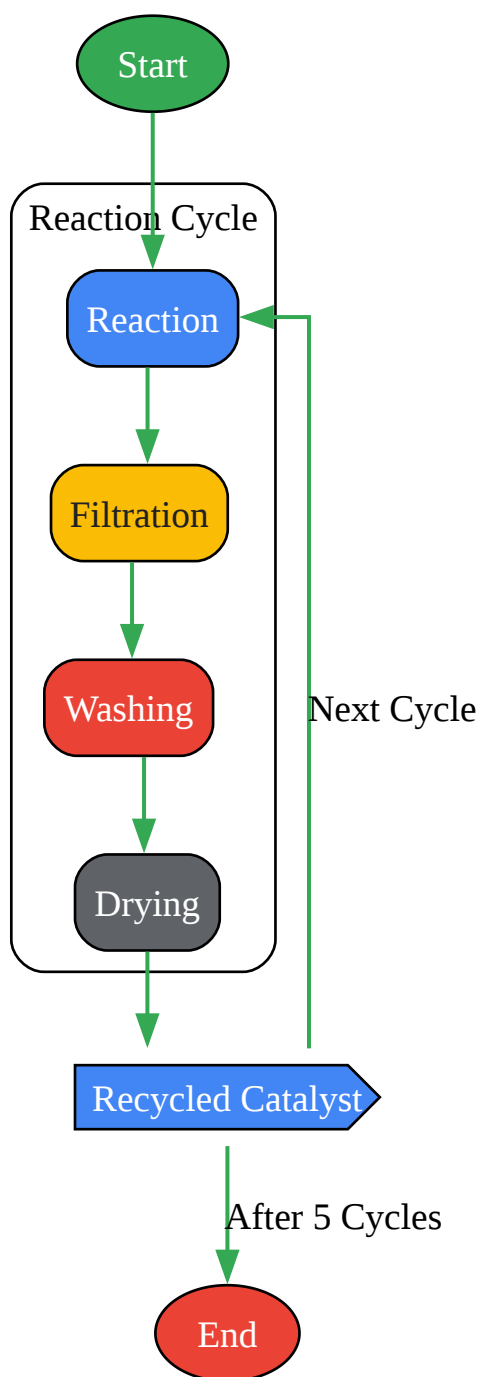 Start
Reaction Cycle
Reaction
Filtration
Washing
Next Cycle
Drying
Recycled Catalyst
After 5 Cycles
End